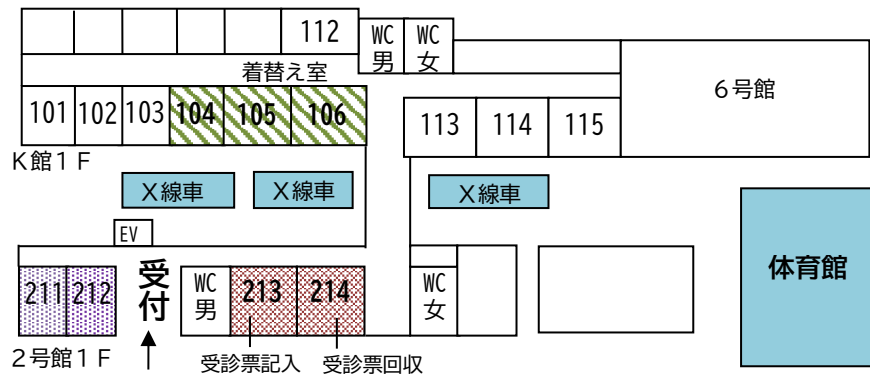 112
WC
男
WC
女
着替え室
6号館
101
102
103
104
105
106
113
114
115
K館1F
X線車
X線車
X線車
EV
211
212
受付
WC
男
213
214
WC
女
体育館
2号館1F
受診票記入
受診票回収